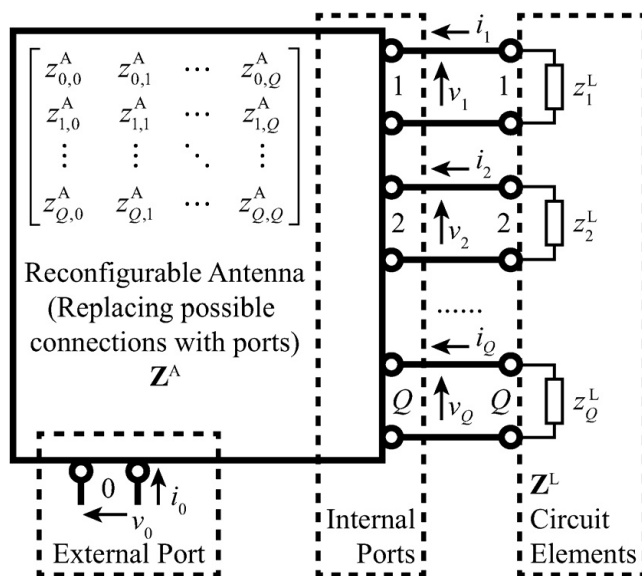 z^A_{0,0} z^A_{0,1} ⋯ z^A_{0,Q}
z^A_{1,0} z^A_{1,1} ⋯ z^A_{1,Q}
⋮ ⋮ ⋱ ⋮
z^A_{Q,0} z^A_{Q,1} ⋯ z^A_{Q,Q}
Reconfigurable Antenna
(Replacing possible
connections with ports)
Z^A
i_1
1 v_1 1 z^L_1
i_2
2 v_2 2 z^L_2
......
i_Q
Q v_Q Q z^L_Q
0 i_0
v_0
External Port
Internal
Ports
Z^L
Circuit
Elements